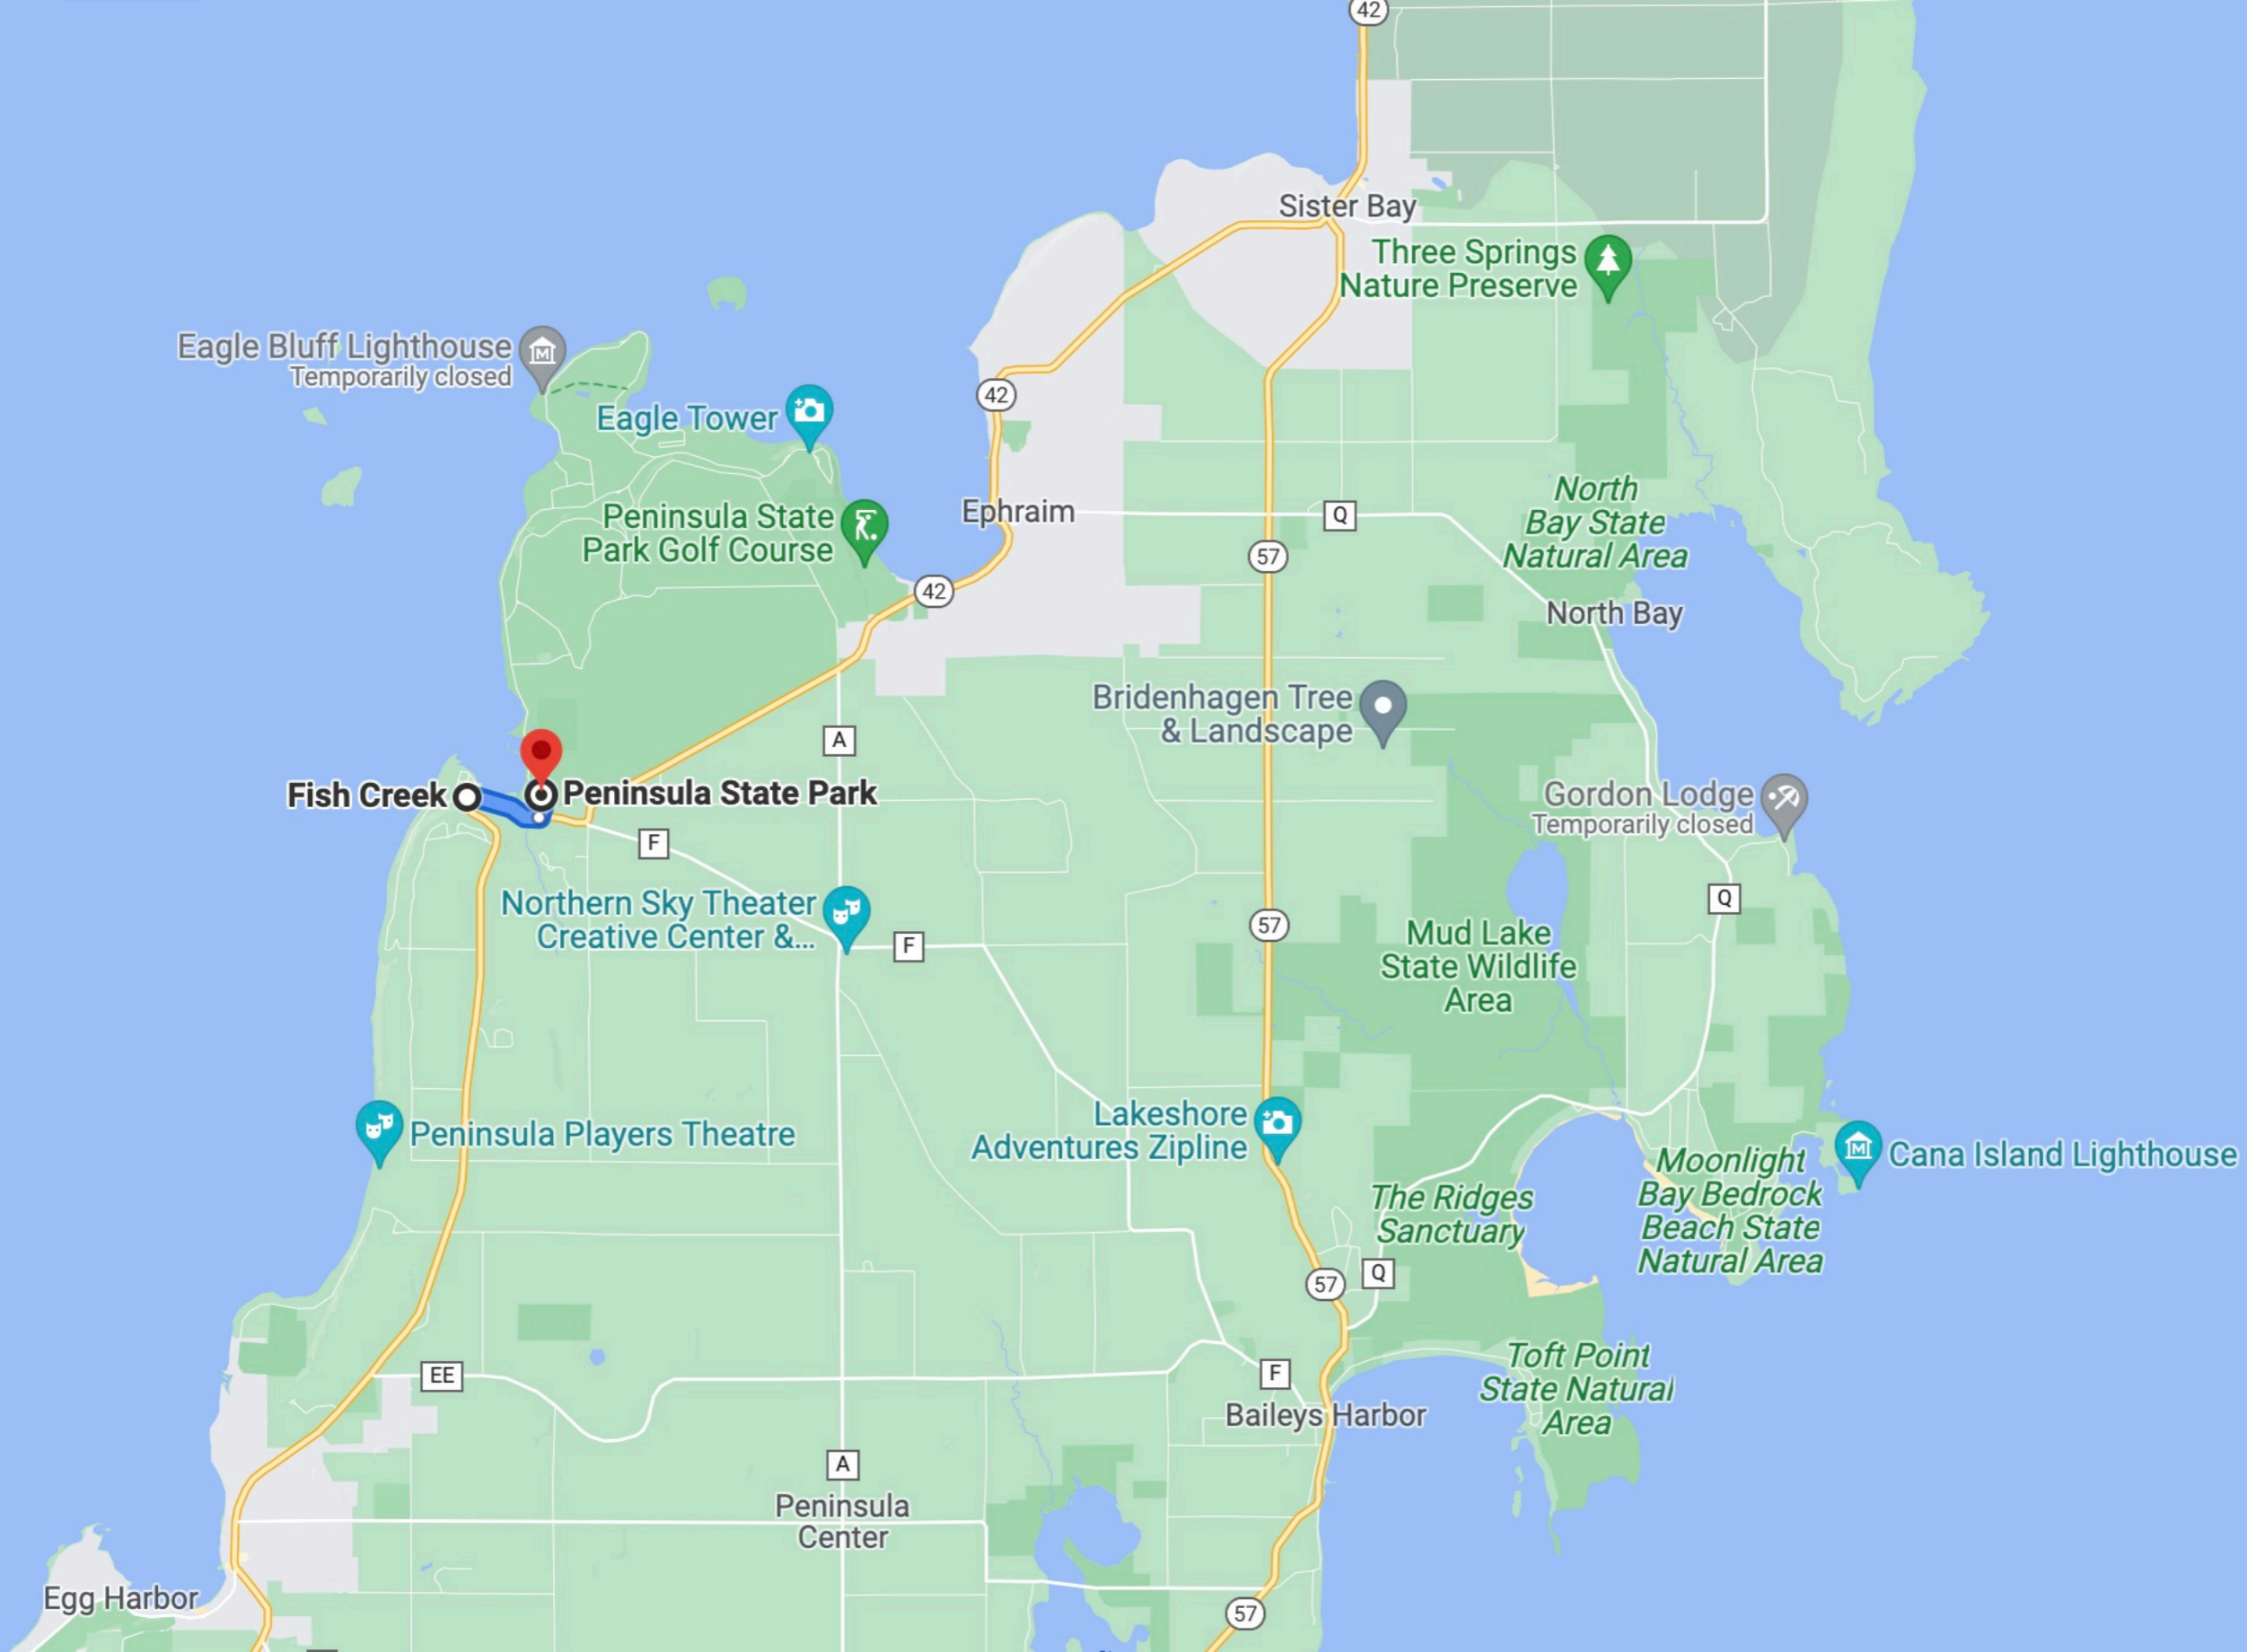 42
Sister Bay
Three Springs
Nature Preserve
Eagle Bluff Lighthouse
Temporarily closed
42
Eagle Tower
Peninsula State
Park Golf Course
Ephraim
Q
North
Bay State
Natural Area
57
42
North Bay
Bridenhagen Tree
& Landscape
A
Fish Creek
Peninsula State Park
Gordon Lodge
Temporarily closed
F
Northern Sky Theater
Creative Center &...
F
57
Q
Mud Lake
State Wildlife
Area
Peninsula Players Theatre
Lakeshore
Adventures Zipline
Cana Island Lighthouse
Moonlight
Bay Bedrock
Beach State
Natural Area
The Ridges
Sanctuary
57
Q
EE
F
Toft Point
State Natural
Area
Baileys Harbor
A
Peninsula
Center
Egg Harbor
57